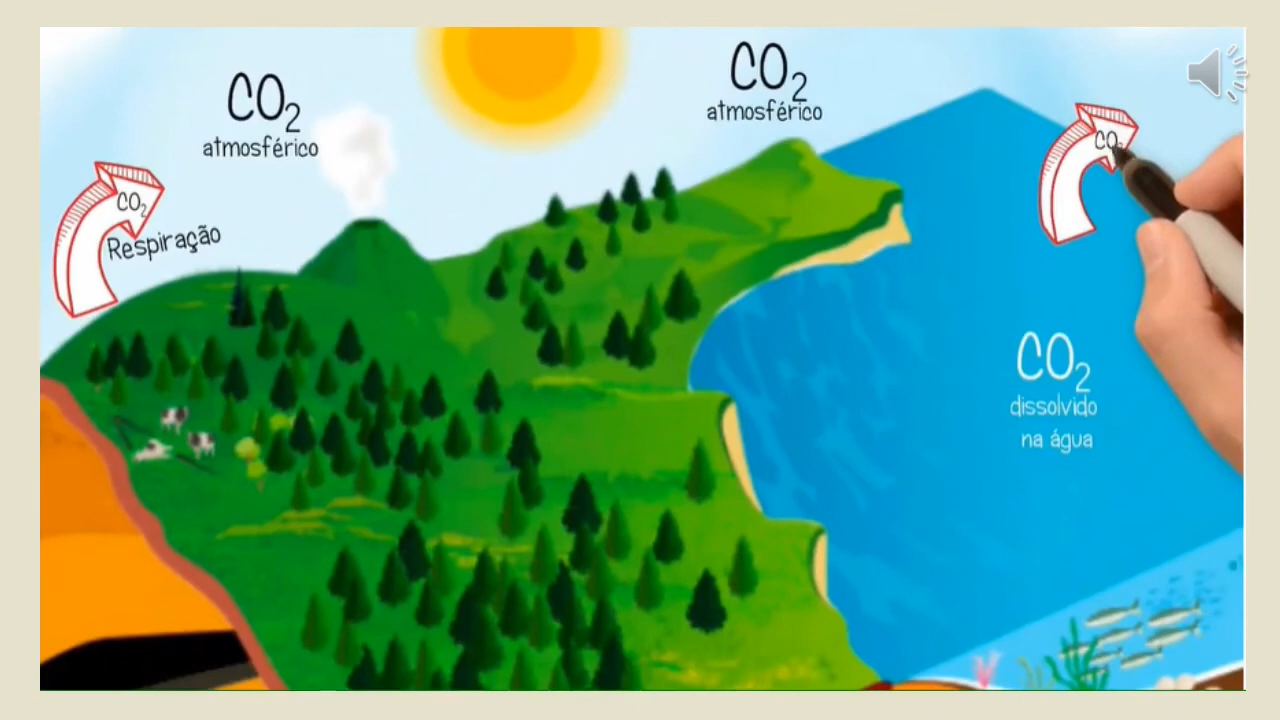 CO₂
atmosférico
CO₂
atmosférico
CO₂
Respiração
CO₂
CO₂
dissolvido
na água